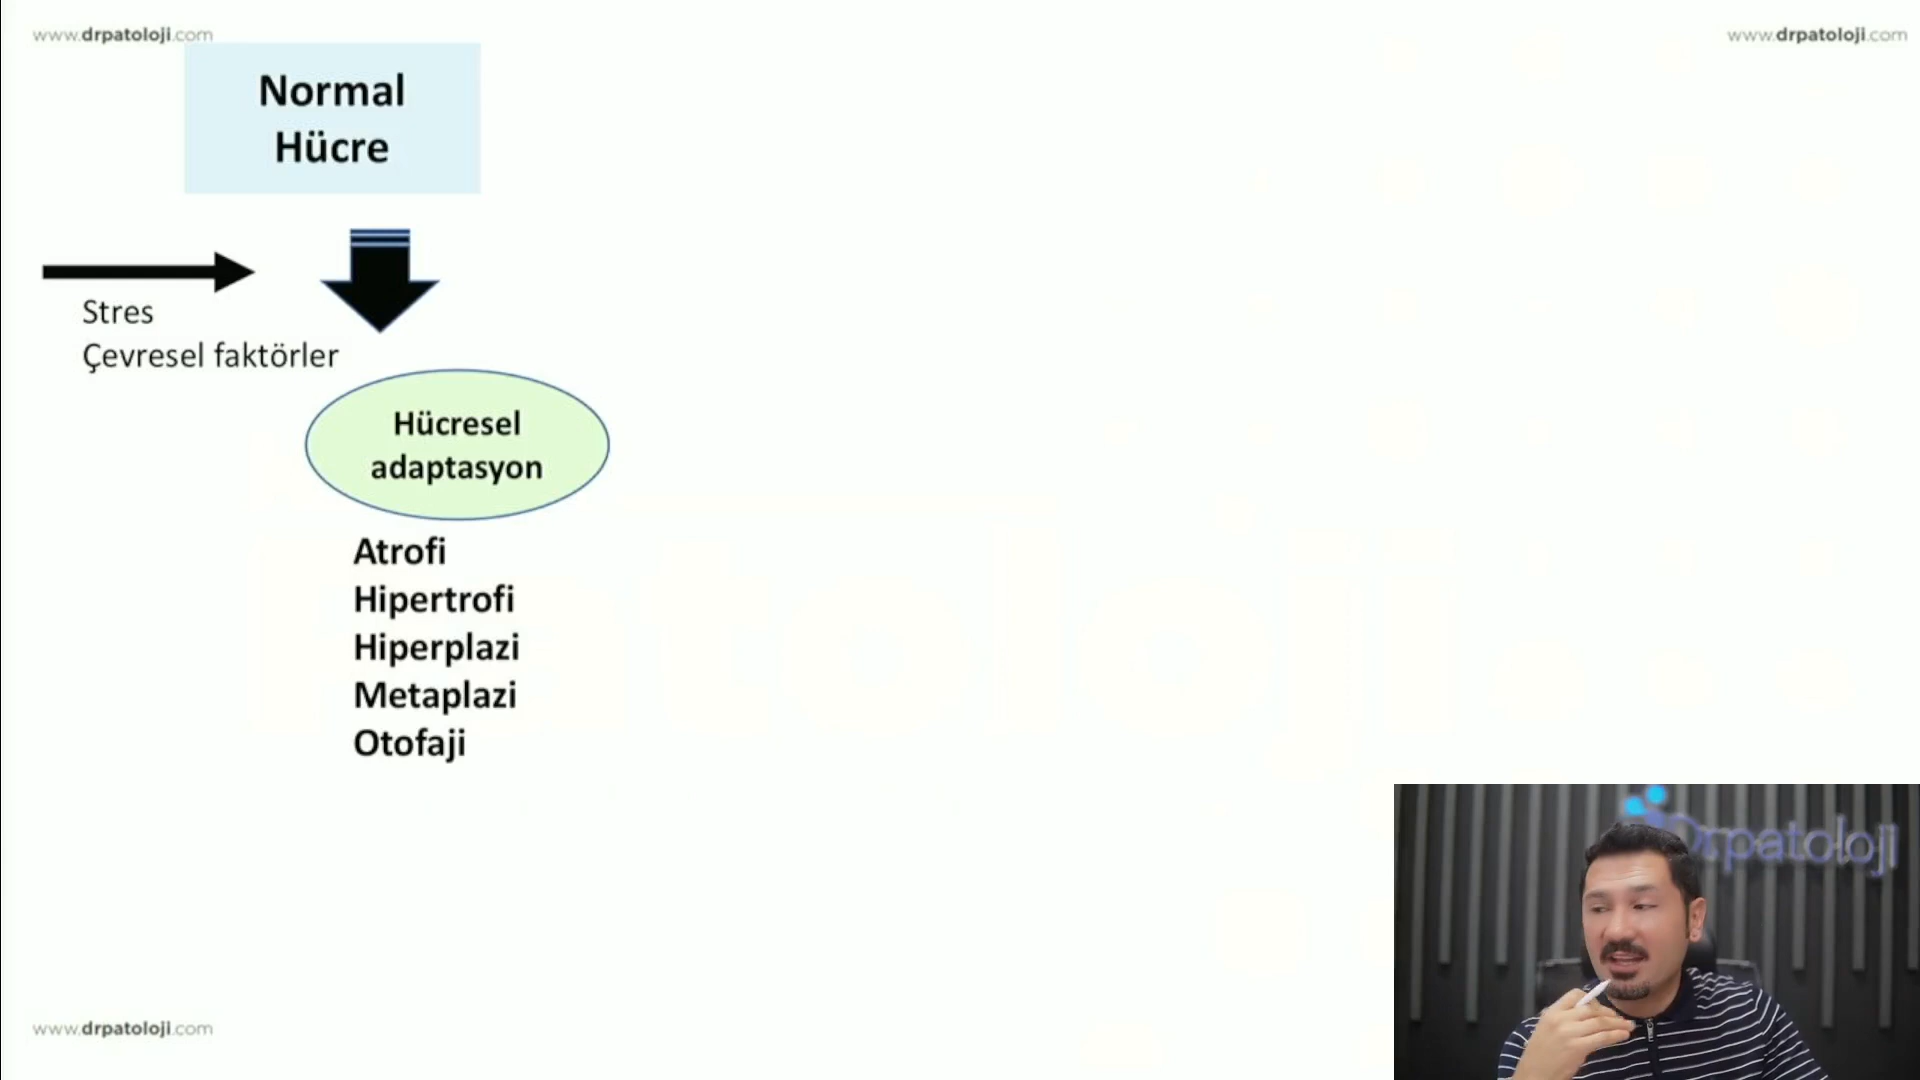 www.drpatoloji.com
www.drpatoloji.com
Normal
Hücre
Stres
Çevresel faktörler
Hücresel
adaptasyon
Atrofi
Hipertrofi
Hiperplazi
Metaplazi
Otofaji
Drpatoloji
www.drpatoloji.com